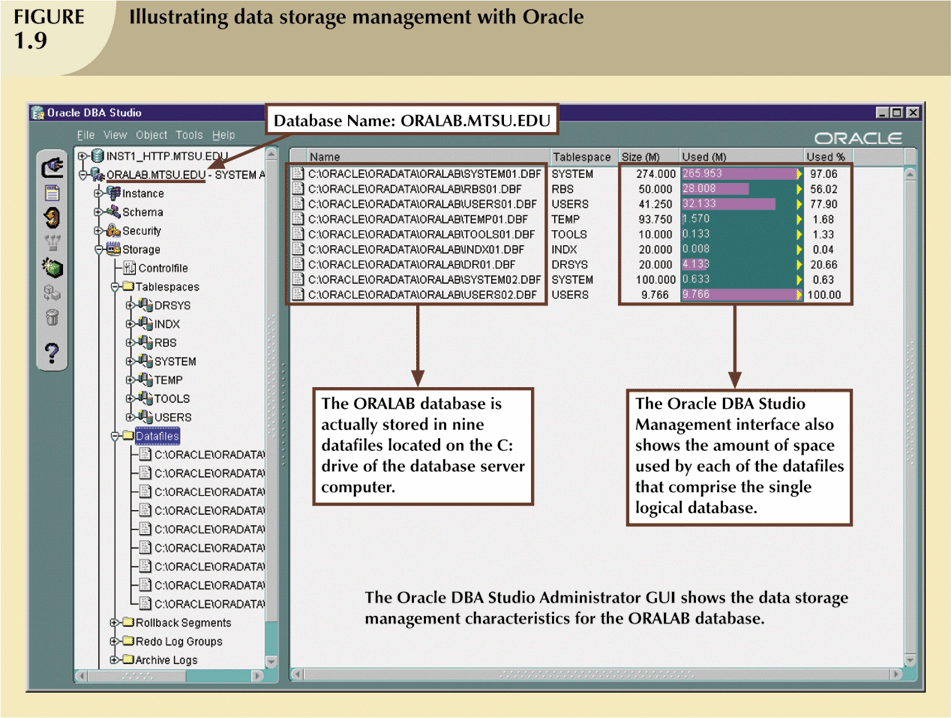 FIGURE
1.9
Illustrating data storage management with Oracle
Oracle DBA Studio
Database Name: ORALAB.MTSU.EDU
File View Object Tools Help
ORACLE
INST1_HTTP.MTSU.EDU
ORALAB.MTSU.EDU - SYSTEM A
Instance
Schema
Security
Storage
Controlfile
Tablespaces
DRSYS
INDX
RBS
SYSTEM
TEMP
TOOLS
USERS
Datafiles
C:\ORACLE\ORADATA\
C:\ORACLE\ORADATA\
C:\ORACLE\ORADATA\
C:\ORACLE\ORADATA\
C:\ORACLE\ORADATA\
C:\ORACLE\ORADATA\
C:\ORACLE\ORADATA\
C:\ORACLE\ORADATA\
C:\ORACLE\ORADATA\
Rollback Segments
Redo Log Groups
Archive Logs
Name Tablespace Size (M) Used (M) Used %
C:\ORACLE\ORADATA\ORALAB\SYSTEM01.DBF SYSTEM 274.000 265.953 97.06
C:\ORACLE\ORADATA\ORALAB\RBS01.DBF RBS 50.000 28.008 56.02
C:\ORACLE\ORADATA\ORALAB\USERS01.DBF USERS 41.250 32.133 77.90
C:\ORACLE\ORADATA\ORALAB\TEMP01.DBF TEMP 93.750 1.570 1.68
C:\ORACLE\ORADATA\ORALAB\TOOLS01.DBF TOOLS 10.000 0.133 1.33
C:\ORACLE\ORADATA\ORALAB\INDX01.DBF INDX 20.000 0.008 0.04
C:\ORACLE\ORADATA\ORALAB\DR01.DBF DRSYS 20.000 4.133 20.66
C:\ORACLE\ORADATA\ORALAB\SYSTEM02.DBF SYSTEM 100.000 0.633 0.63
C:\ORACLE\ORADATA\ORALAB\USERS02.DBF USERS 9.766 9.766 100.00
The ORALAB database is
actually stored in nine
datafiles located on the C:
drive of the database server
computer.
The Oracle DBA Studio
Management interface also
shows the amount of space
used by each of the datafiles
that comprise the single
logical database.
The Oracle DBA Studio Administrator GUI shows the data storage
management characteristics for the ORALAB database.